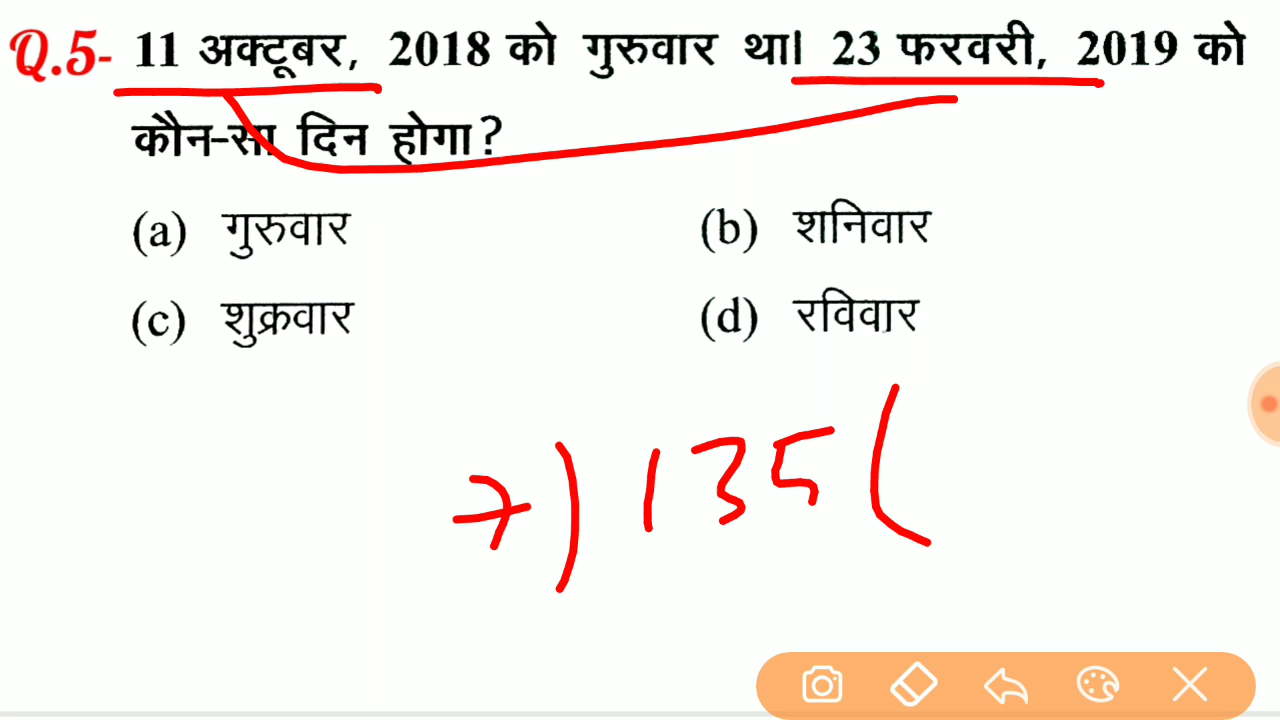 Q.5- 11 अक्टूबर, 2018 को गुरुवार था। 23 फरवरी, 2019 को
कौन-सा दिन होगा?
(a) गुरुवार (b) शनिवार
(c) शुक्रवार (d) रविवार
7)135(